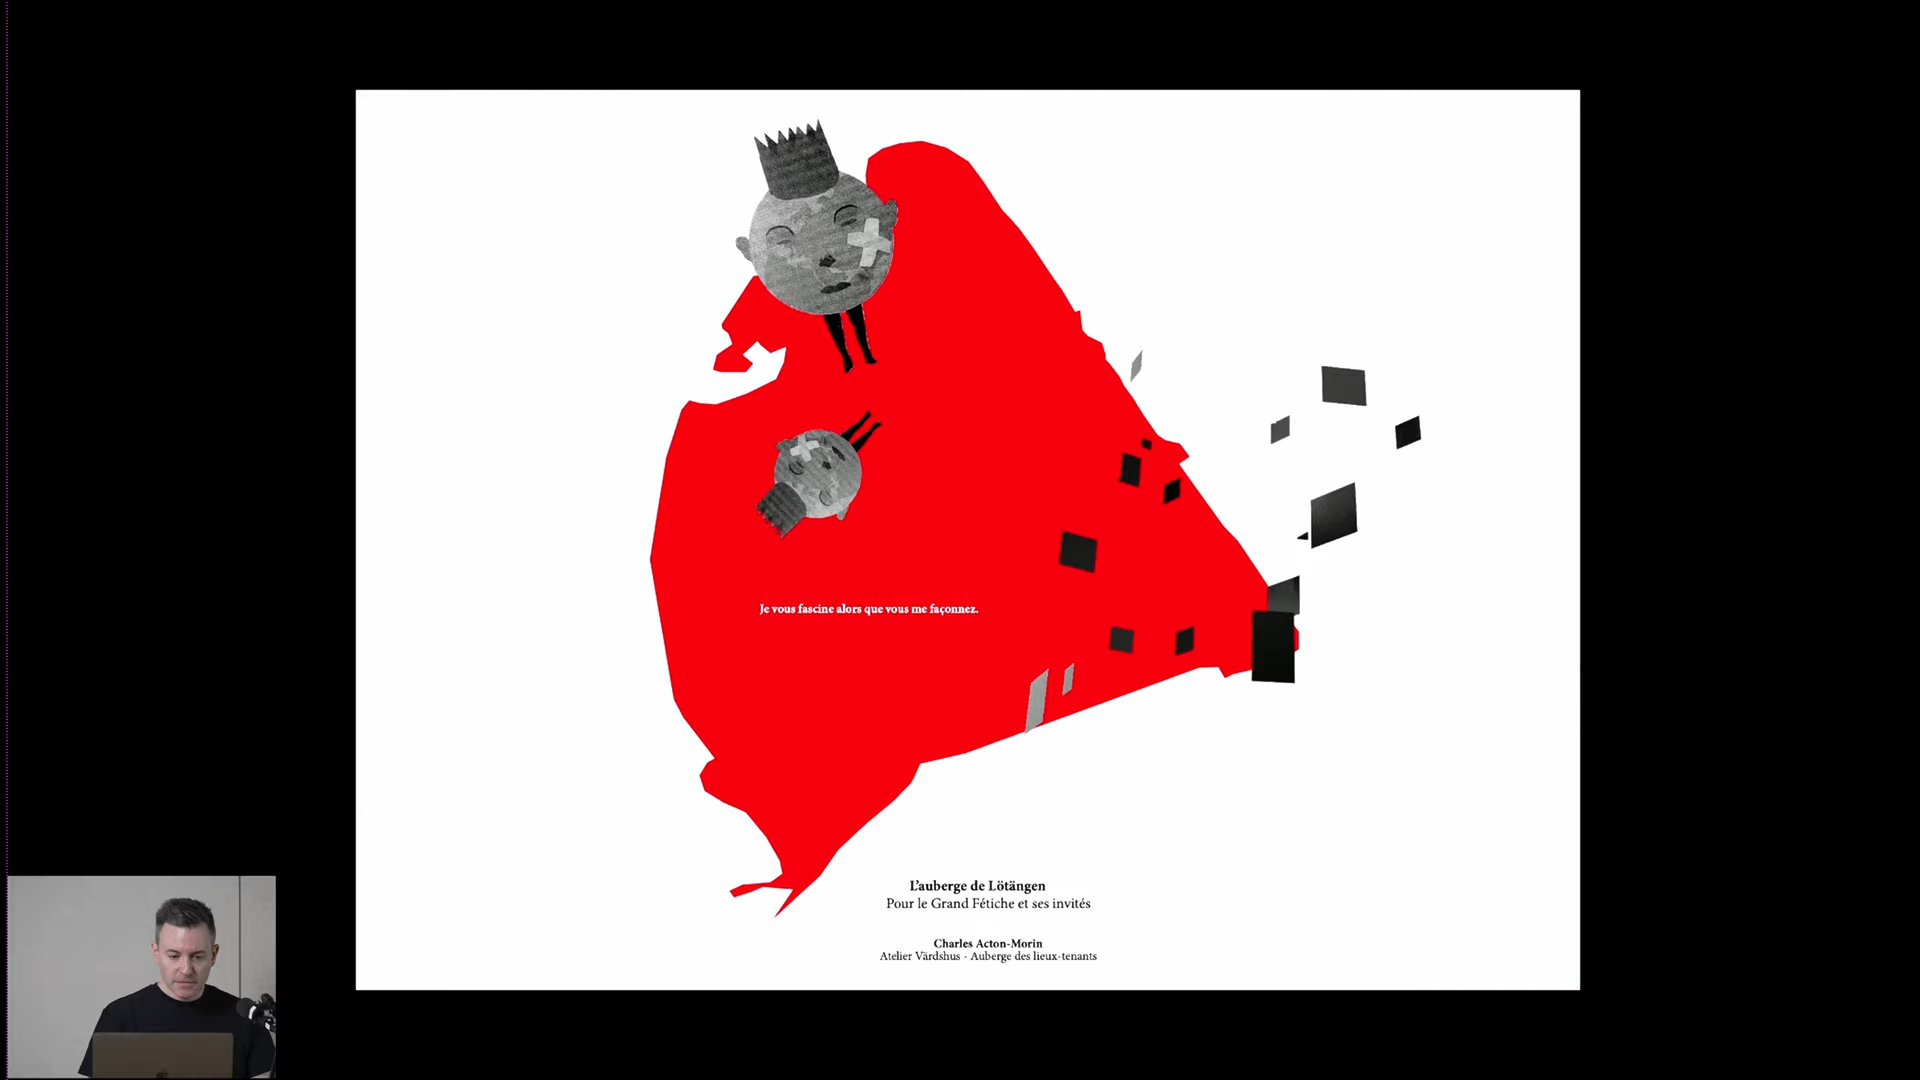 Je vous fascine alors que vous me façonnez.
L'auberge de Lötängen
Pour le Grand Fétiche et ses invités
Charles Acton-Morin
Atelier Värdshus - Auberge des lieux-tenants